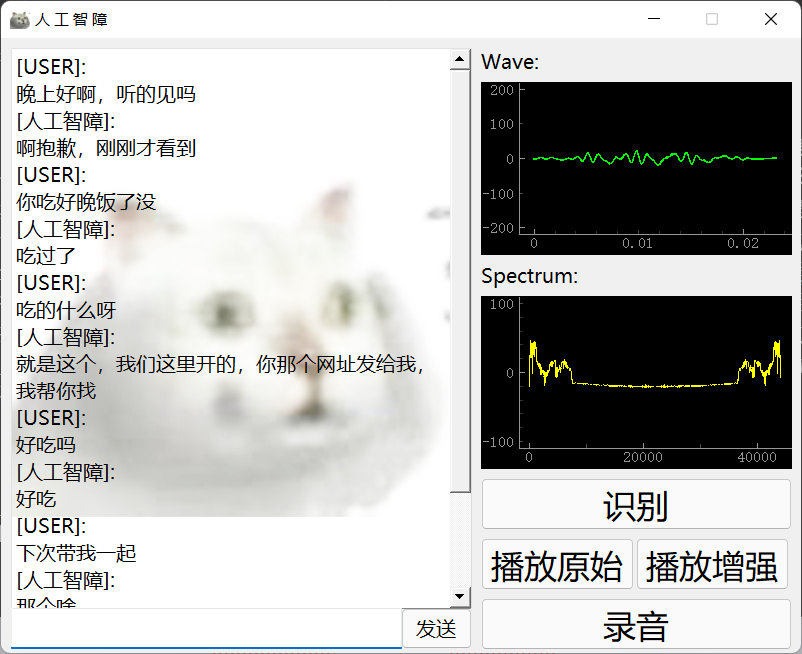 人工智障
[USER]:
晚上好啊，听的见吗
[人工智障]:
啊抱歉，刚刚才看到
[USER]:
你吃好晚饭了没
[人工智障]:
吃过了
[USER]:
吃的什么呀
[人工智障]:
就是这个，我们这里开的，你那个网址发给我，
我帮你找
[USER]:
好吃吗
[人工智障]:
好吃
[USER]:
下次带我一起
[人工智障]:
那个啥
发送
Wave:
200
100
0
-100
-200
0 0.01 0.02
Spectrum:
100
0
-100
0 20000 40000
识别
播放原始 播放增强
录音